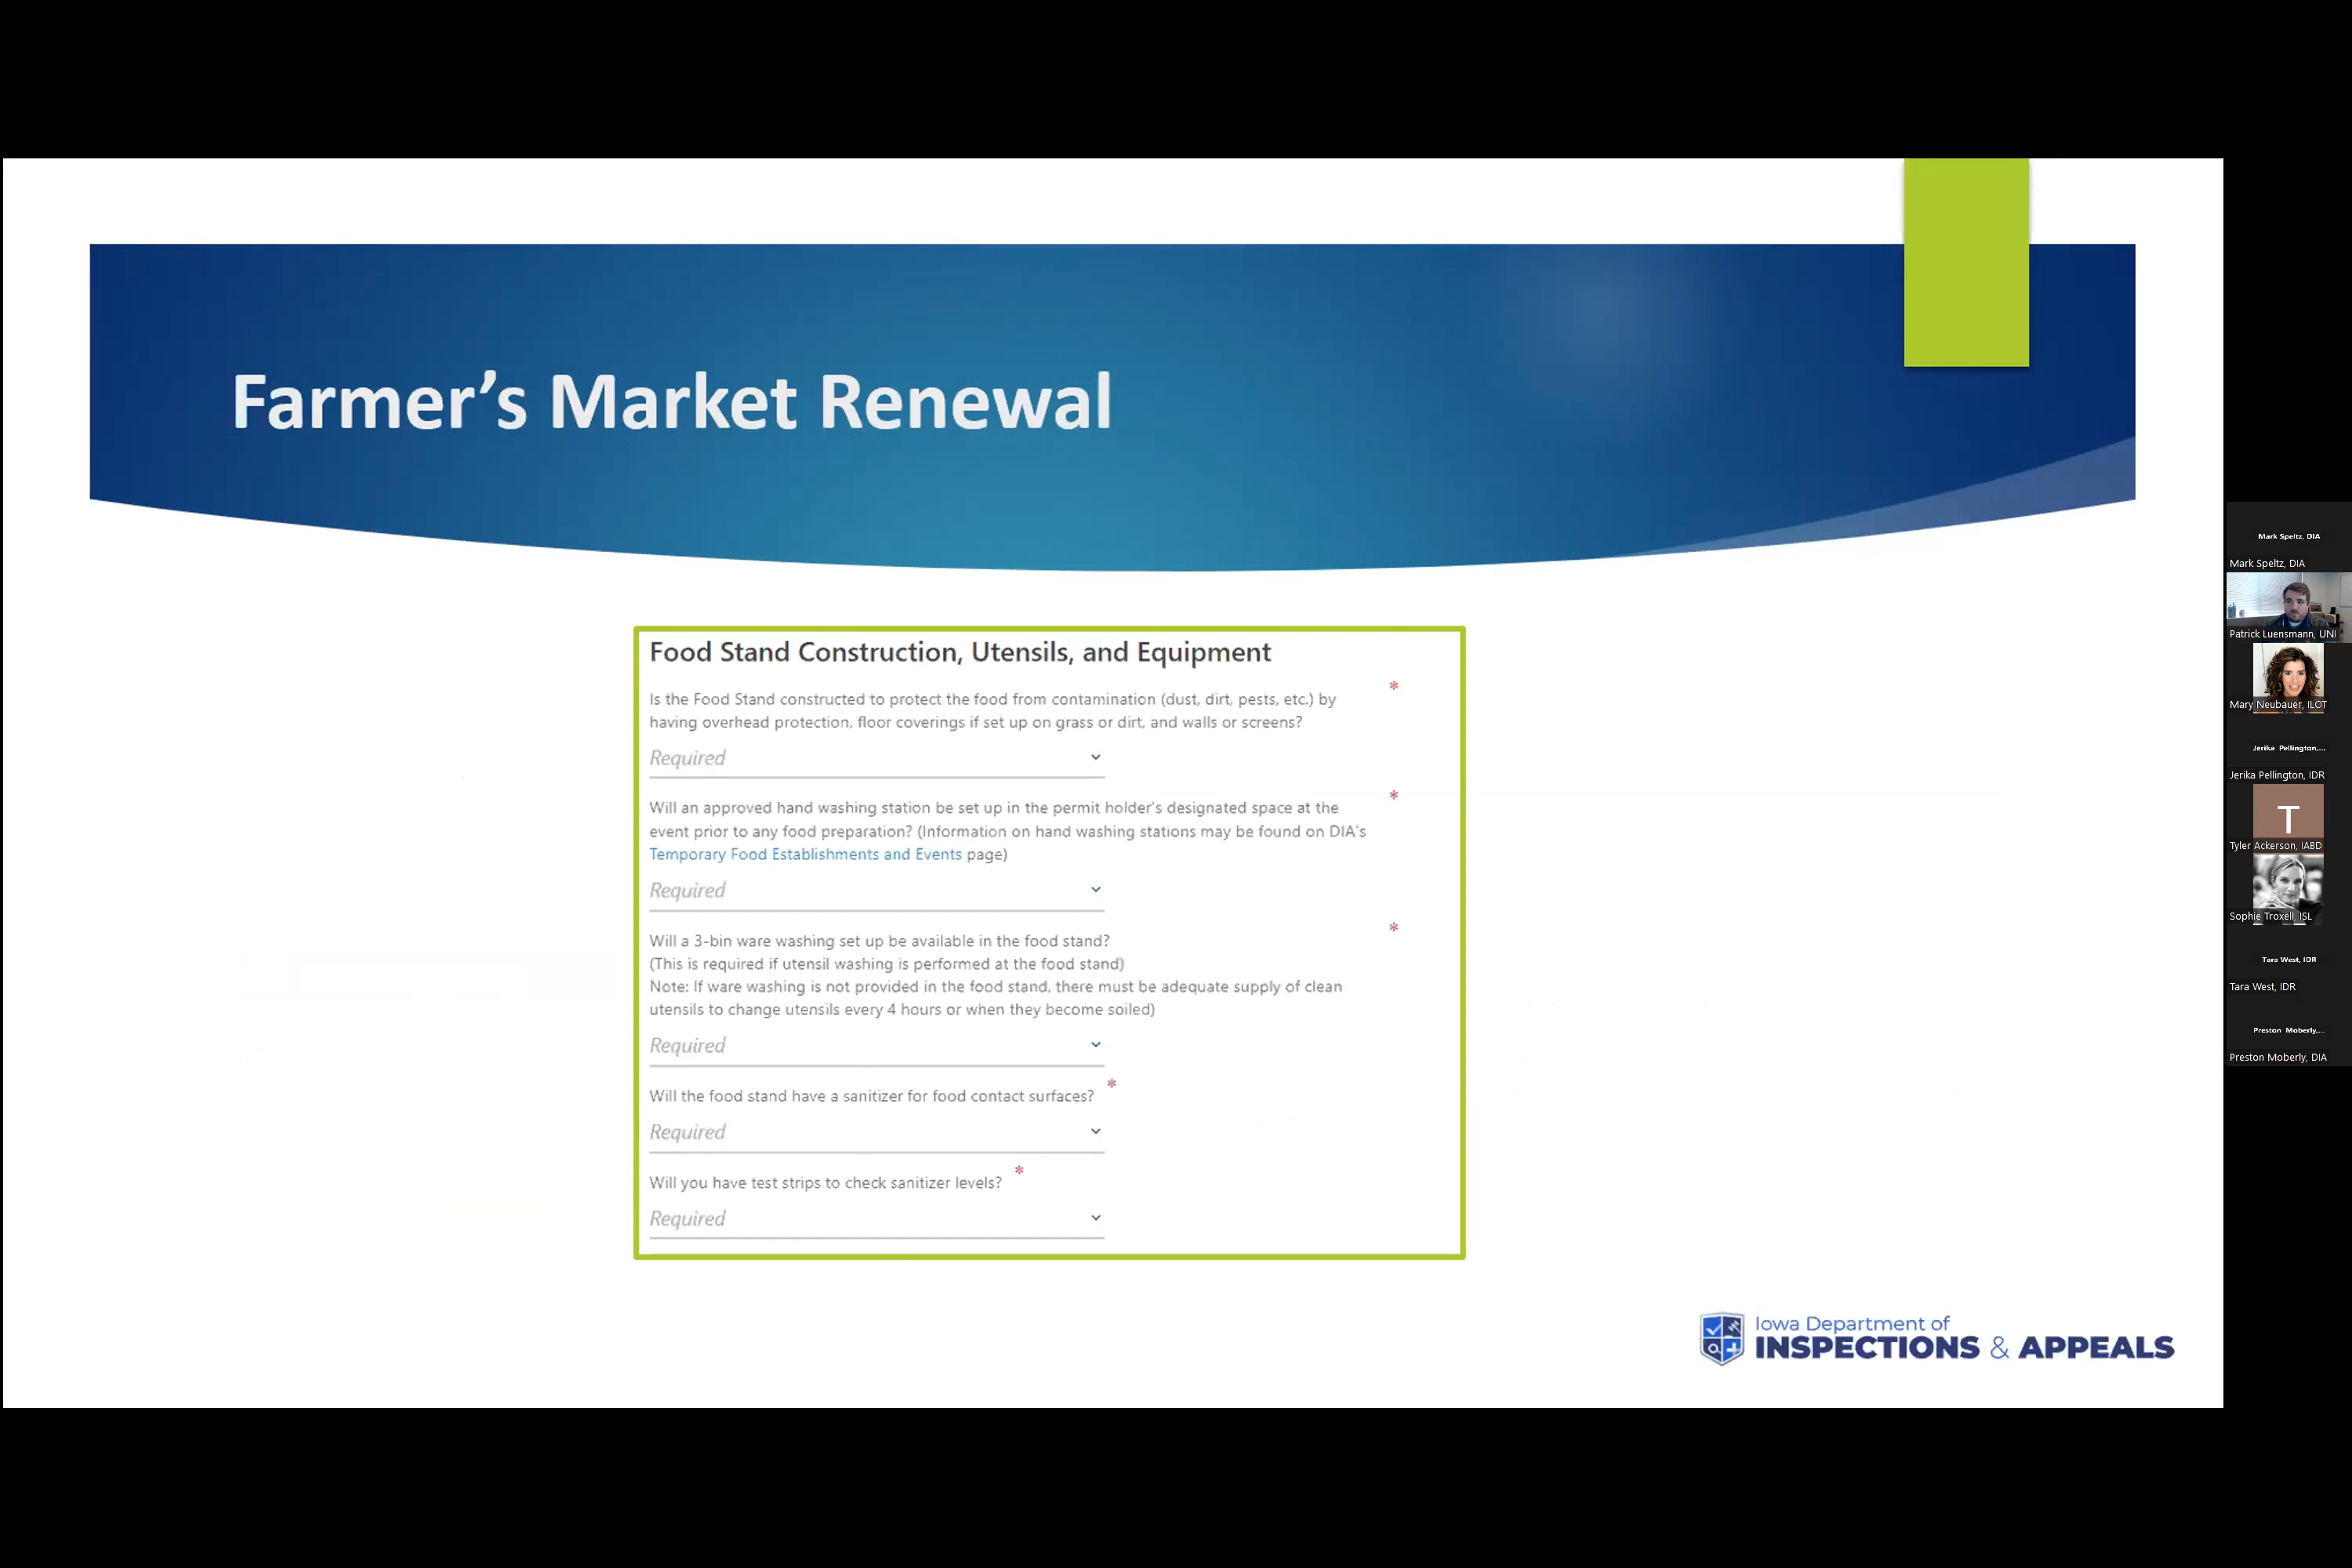 Farmer's Market Renewal
Food Stand Construction, Utensils, and Equipment
Is the Food Stand constructed to protect the food from contamination (dust, dirt, pests, etc.) by *
having overhead protection, floor coverings if set up on grass or dirt, and walls or screens?
Required
Will an approved hand washing station be set up in the permit holder's designated space at the *
event prior to any food preparation? (Information on hand washing stations may be found on DIA's
Temporary Food Establishments and Events page)
Required
Will a 3-bin ware washing set up be available in the food stand? *
(This is required if utensil washing is performed at the food stand)
Note: If ware washing is not provided in the food stand, there must be adequate supply of clean
utensils to change utensils every 4 hours or when they become soiled)
Required
Will the food stand have a sanitizer for food contact surfaces? *
Required
Will you have test strips to check sanitizer levels? *
Required
Iowa Department of
INSPECTIONS & APPEALS
Mark Speltz, DIA
Mark Speltz, DIA
Patrick Luensmann, UNI
Mary Neubauer, ILOT
Jerika Pellington,...
Jerika Pellington, IDR
T
Tyler Ackerson, IABD
Sophie Troxell, ISL
Tara West, IDR
Tara West, IDR
Preston Moberly,...
Preston Moberly, DIA